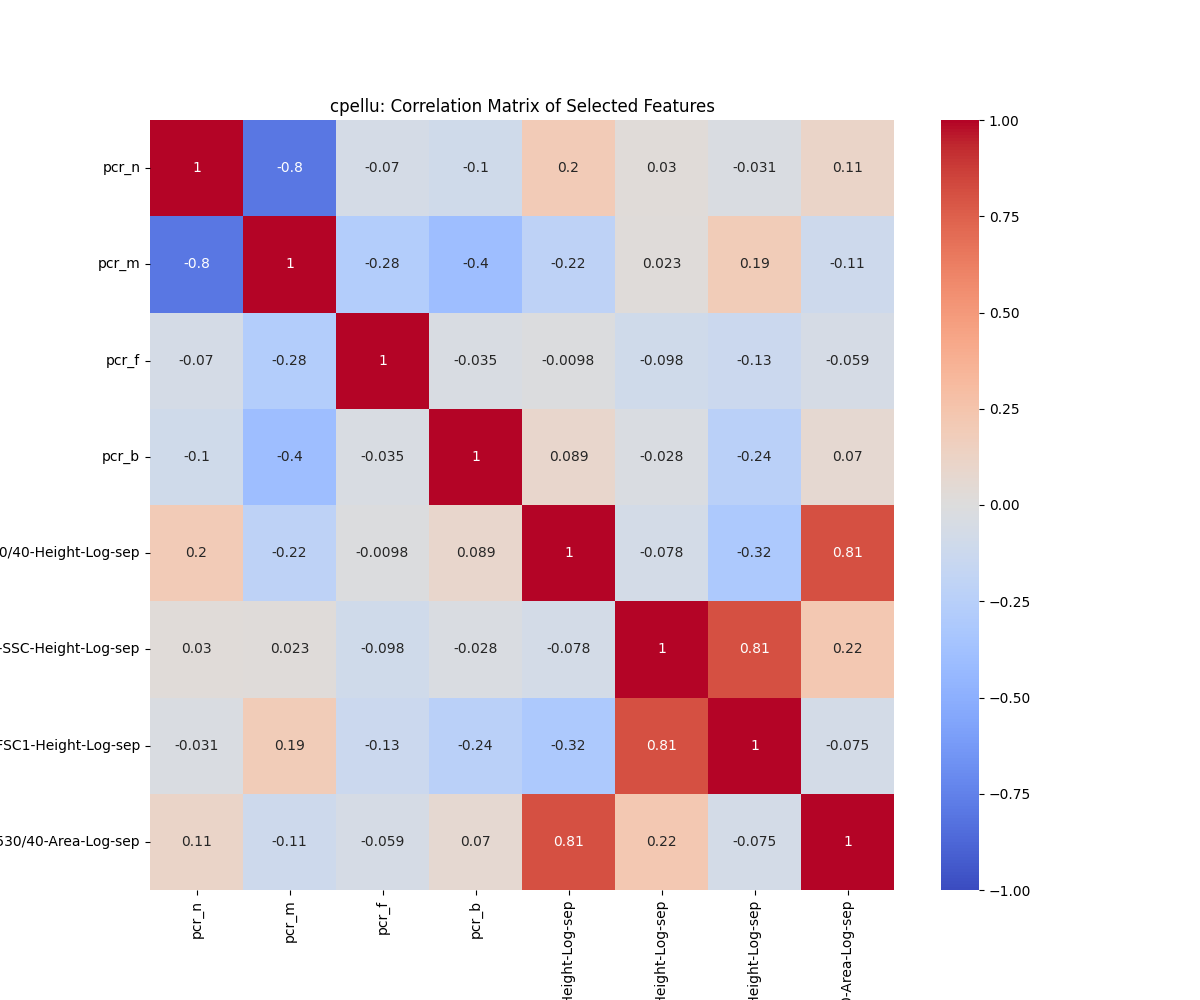 cpellu: Correlation Matrix of Selected Features
pcr_n 1 -0.8 -0.07 -0.1 0.2 0.03 -0.031 0.11
pcr_m -0.8 1 -0.28 -0.4 -0.22 0.023 0.19 -0.11
pcr_f -0.07 -0.28 1 -0.035 -0.0098 -0.098 -0.13 -0.059
pcr_b -0.1 -0.4 -0.035 1 0.089 -0.028 -0.24 0.07
0/40-Height-Log-sep 0.2 -0.22 -0.0098 0.089 1 -0.078 -0.32 0.81
-SSC-Height-Log-sep 0.03 0.023 -0.098 -0.028 -0.078 1 0.81 0.22
FSC1-Height-Log-sep -0.031 0.19 -0.13 -0.24 -0.32 0.81 1 -0.075
530/40-Area-Log-sep 0.11 -0.11 -0.059 0.07 0.81 0.22 -0.075 1
pcr_n
pcr_m
pcr_f
pcr_b
Height-Log-sep
Height-Log-sep
Height-Log-sep
-Area-Log-sep
1.00
0.75
0.50
0.25
0.00
−0.25
−0.50
−0.75
−1.00